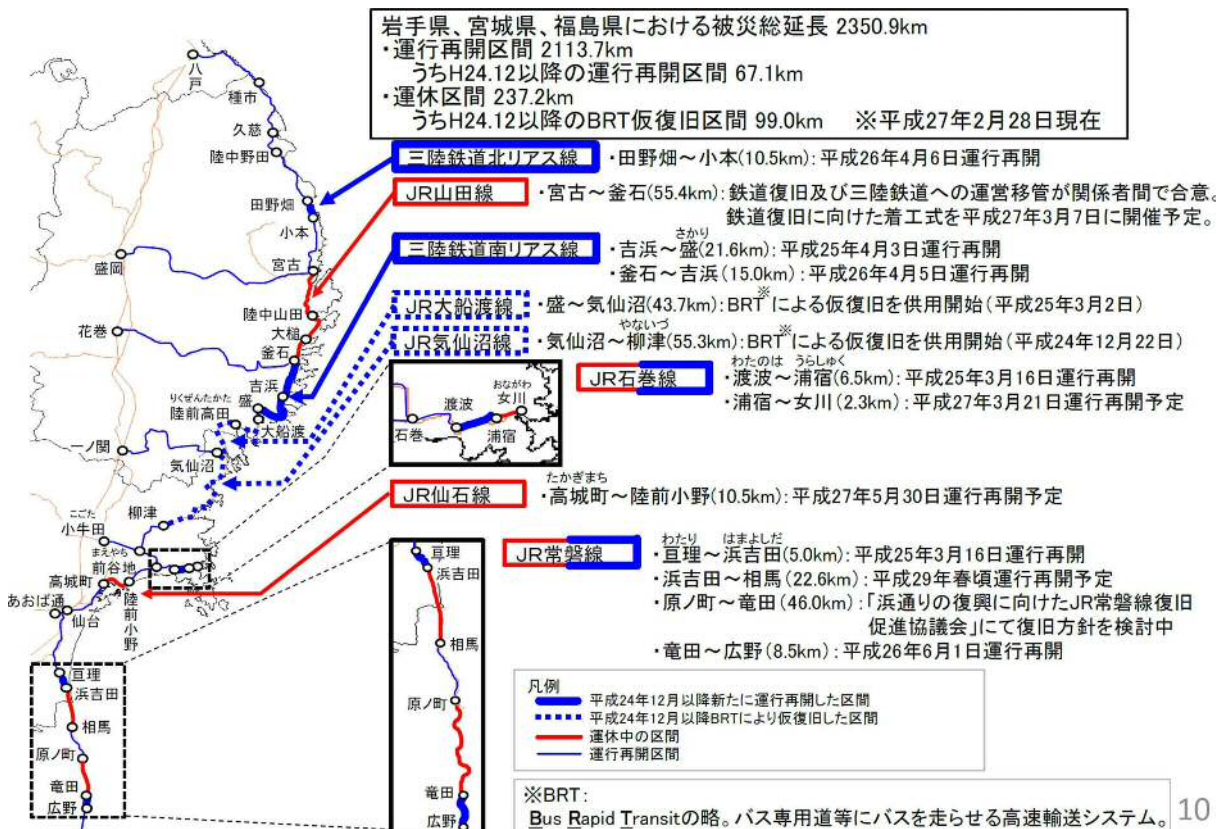 岩手県、宮城県、福島県における被災総延長 2350.9km
・運行再開区間 2113.7km
うちH24.12以降の運行再開区間 67.1km
・運休区間 237.2km
うちH24.12以降のBRT仮復旧区間 99.0km ※平成27年2月28日現在
三陸鉄道北リアス線 ・田野畑～小本(10.5km):平成26年4月6日運行再開
JR山田線 ・宮古～釜石(55.4km):鉄道復旧及び三陸鉄道への運営移管が関係者間で合意。
鉄道復旧に向けた着工式を平成27年3月7日に開催予定。
さかり
三陸鉄道南リアス線 ・吉浜～盛(21.6km):平成25年4月3日運行再開
・釜石～吉浜(15.0km):平成26年4月5日運行再開
JR大船渡線 ・盛～気仙沼(43.7km):BRT※による仮復旧を供用開始(平成25年3月2日)
やないづ
JR気仙沼線 ・気仙沼～柳津(55.3km):BRT※による仮復旧を供用開始(平成24年12月22日)
わたのは うらしゅく
JR石巻線 ・渡波～浦宿(6.5km):平成25年3月16日運行再開
・浦宿～女川(2.3km):平成27年3月21日運行再開予定
たかぎまち
JR仙石線 ・高城町～陸前小野(10.5km):平成27年5月30日運行再開予定
わたり はまよしだ
JR常磐線 ・亘理～浜吉田(5.0km):平成25年3月16日運行再開
・浜吉田～相馬(22.6km):平成29年春頃運行再開予定
・原ノ町～竜田(46.0km):「浜通りの復興に向けたJR常磐線復旧
促進協議会」にて復旧方針を検討中
・竜田～広野(8.5km):平成26年6月1日運行再開
八戸
種市
久慈
陸中野田
田野畑
小本
盛岡
宮古
陸中山田
花巻
大槌
釜石
吉浜
りくぜんたかた
陸前高田
盛
大船渡
一ノ関
気仙沼
柳津
こごた
小牛田
まえやち
前谷地
高城町
陸前小野
あおば通
仙台
亘理
浜吉田
相馬
原ノ町
竜田
広野
おながわ
女川
渡波
石巻
浦宿
亘理
浜吉田
相馬
原ノ町
竜田
広野
凡例
平成24年12月以降新たに運行再開した区間
平成24年12月以降BRTにより仮復旧した区間
運休中の区間
運行再開区間
※BRT:
Bus Rapid Transitの略。バス専用道等にバスを走らせる高速輸送システム。
10